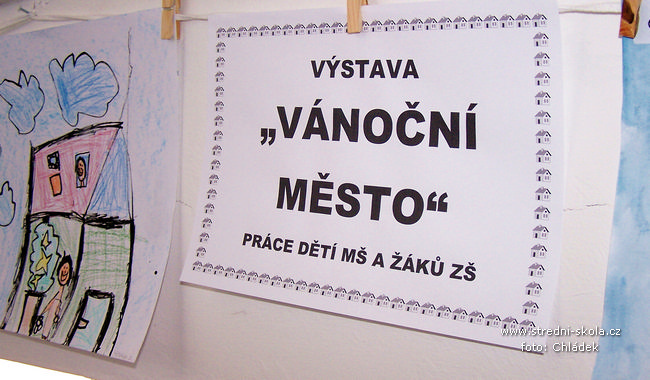 VÝSTAVA
„VÁNOČNÍ
MĚSTO“
PRÁCE DĚTÍ MŠ A ŽÁKŮ ZŠ
www.stredni-skola.cz
foto: Chládek